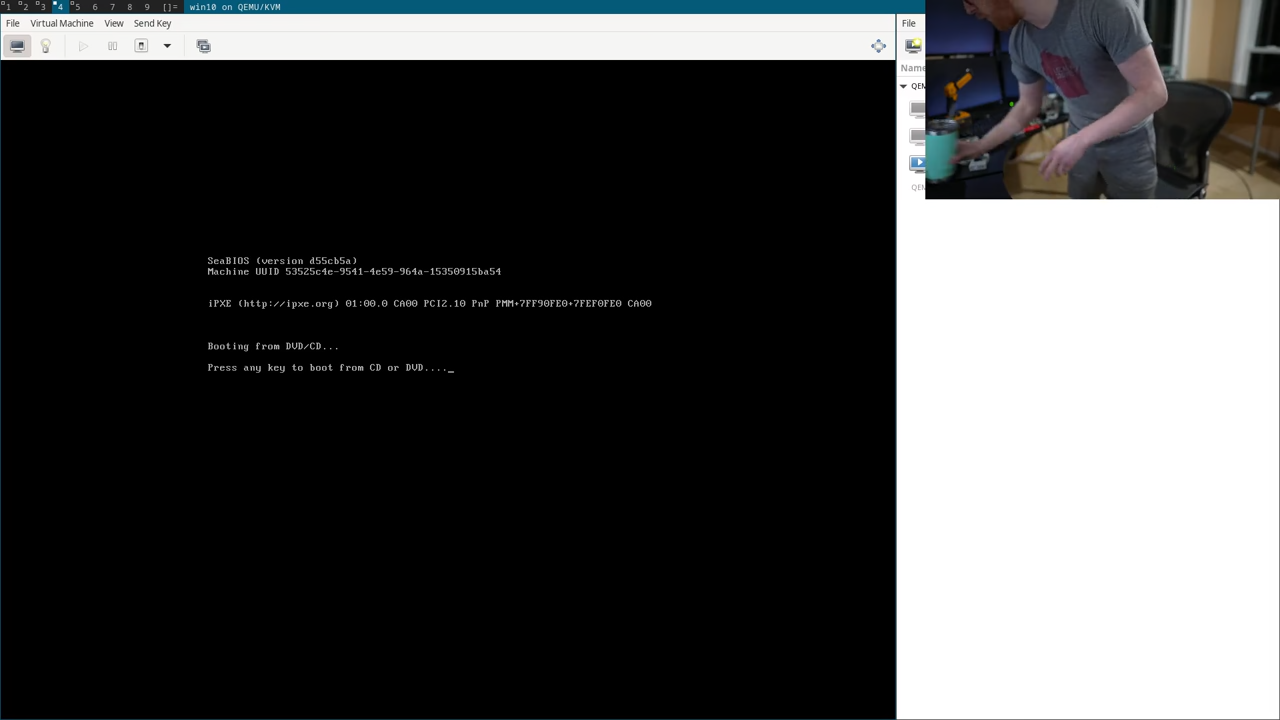 1 2 3 4 5 6 7 8 9 []= win10 on QEMU/KVM
File Virtual Machine View Send Key
File
Name
QEM
QEM
SeaBIOS (version d55cb5a)
Machine UUID 53525c4e-9541-4e59-964a-15350915ba54
iPXE (http://ipxe.org) 01:00.0 CA00 PCI2.10 PnP PMM+7FF90FE0+7FEF0FE0 CA00
Booting from DVD/CD...
Press any key to boot from CD or DVD...._